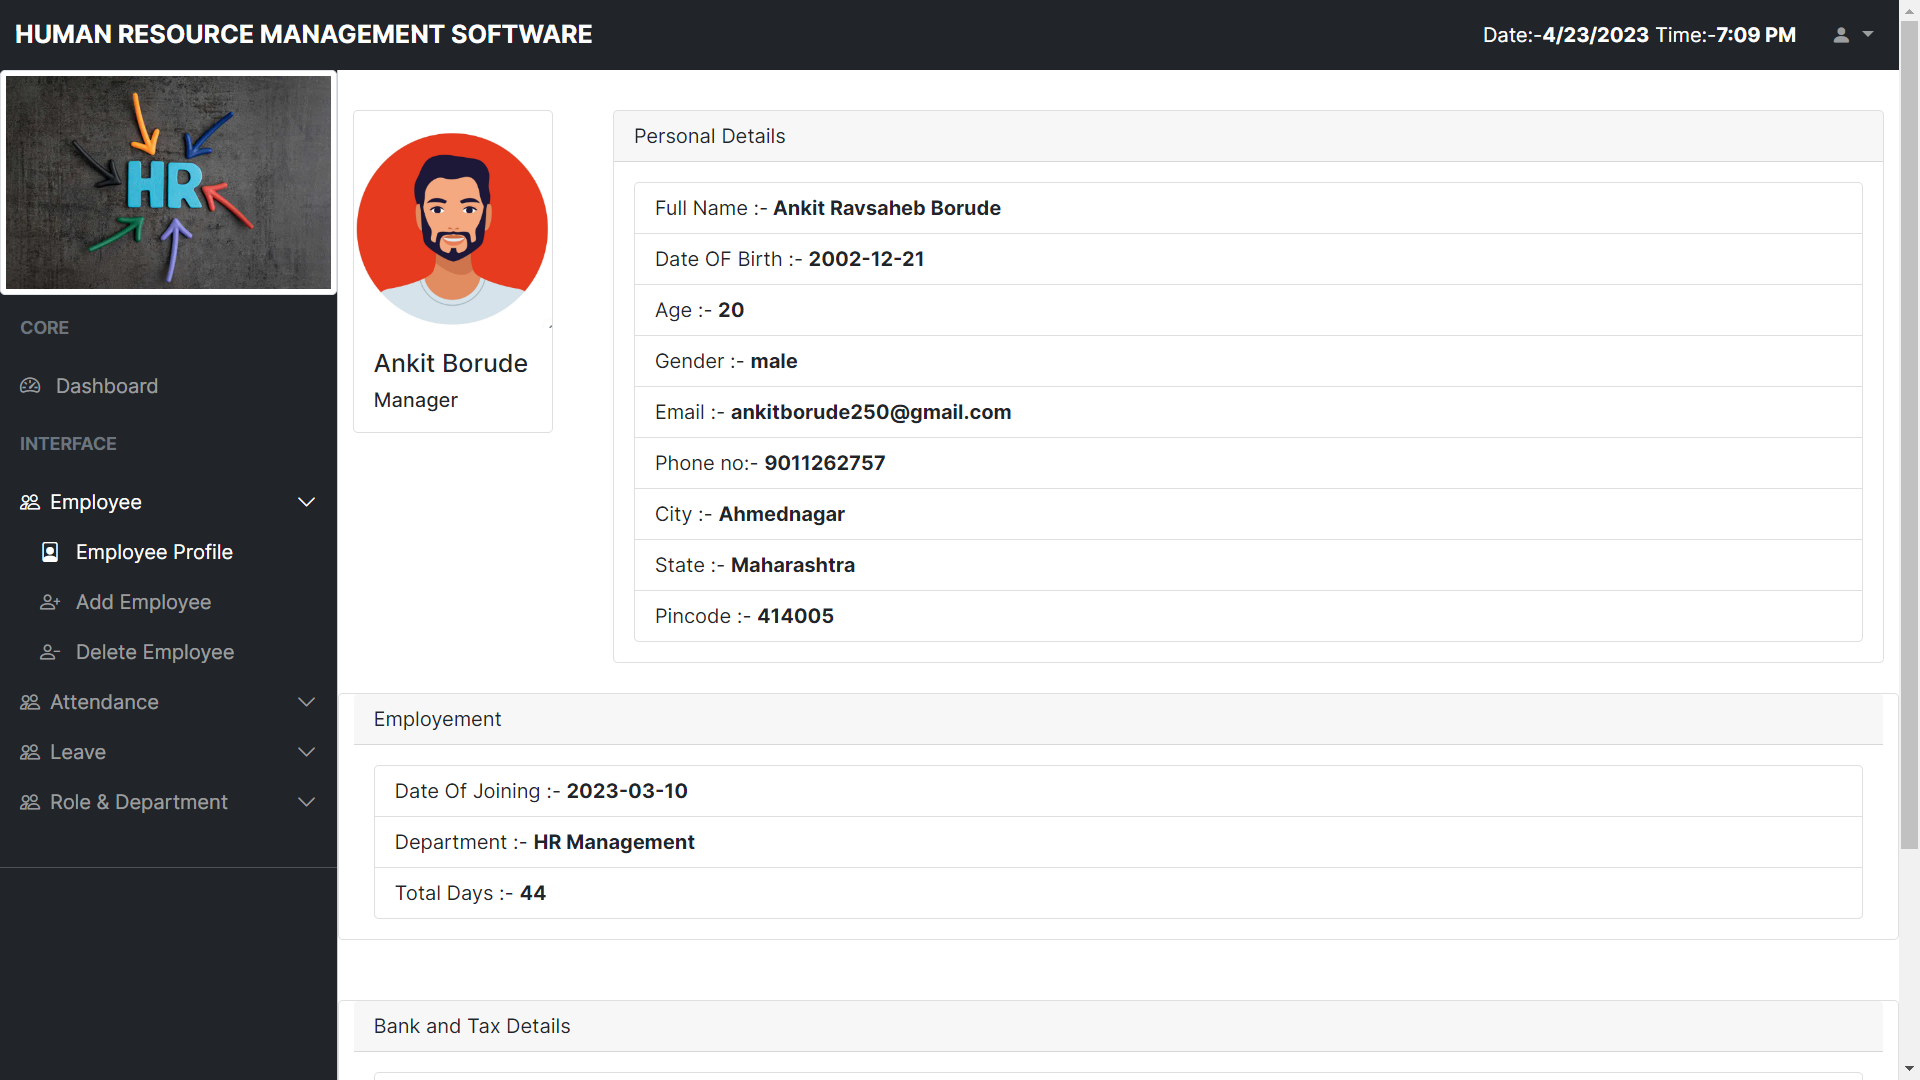 HUMAN RESOURCE MANAGEMENT SOFTWARE
Date:-4/23/2023 Time:-7:09 PM
HR
CORE
Dashboard
INTERFACE
Employee
Employee Profile
Add Employee
Delete Employee
Attendance
Leave
Role & Department
Ankit Borude
Manager
Personal Details
Full Name :- Ankit Ravsaheb Borude
Date OF Birth :- 2002-12-21
Age :- 20
Gender :- male
Email :- ankitborude250@gmail.com
Phone no:- 9011262757
City :- Ahmednagar
State :- Maharashtra
Pincode :- 414005
Employement
Date Of Joining :- 2023-03-10
Department :- HR Management
Total Days :- 44
Bank and Tax Details